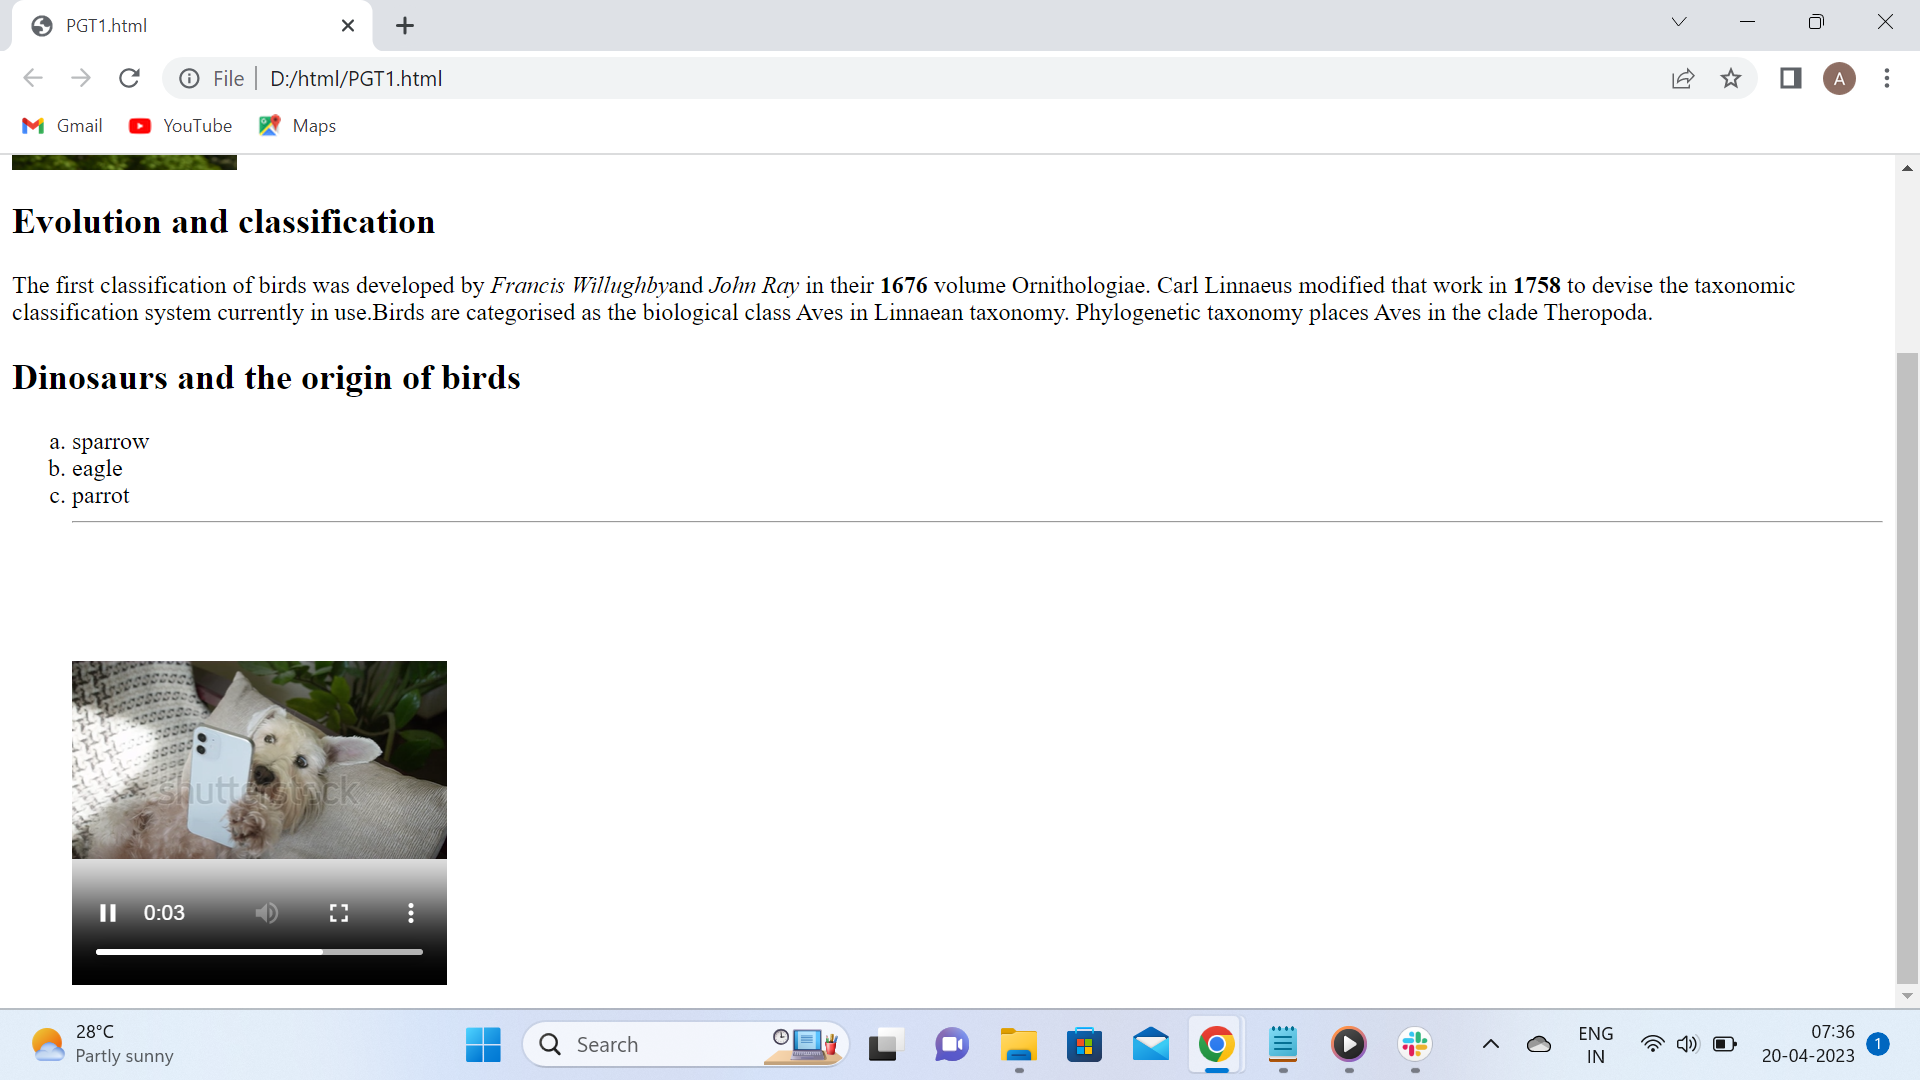 PGT1.html
File
D:/html/PGT1.html
A
Gmail
YouTube
Maps
Evolution and classification
The first classification of birds was developed by Francis Willughbyand John Ray in their 1676 volume Ornithologiae. Carl Linnaeus modified that work in 1758 to devise the taxonomic
classification system currently in use.Birds are categorised as the biological class Aves in Linnaean taxonomy. Phylogenetic taxonomy places Aves in the clade Theropoda.
Dinosaurs and the origin of birds
a. sparrow
b. eagle
c. parrot
shutterstock
0:03
28°C
Partly sunny
Search
ENG
IN
07:36
20-04-2023
1